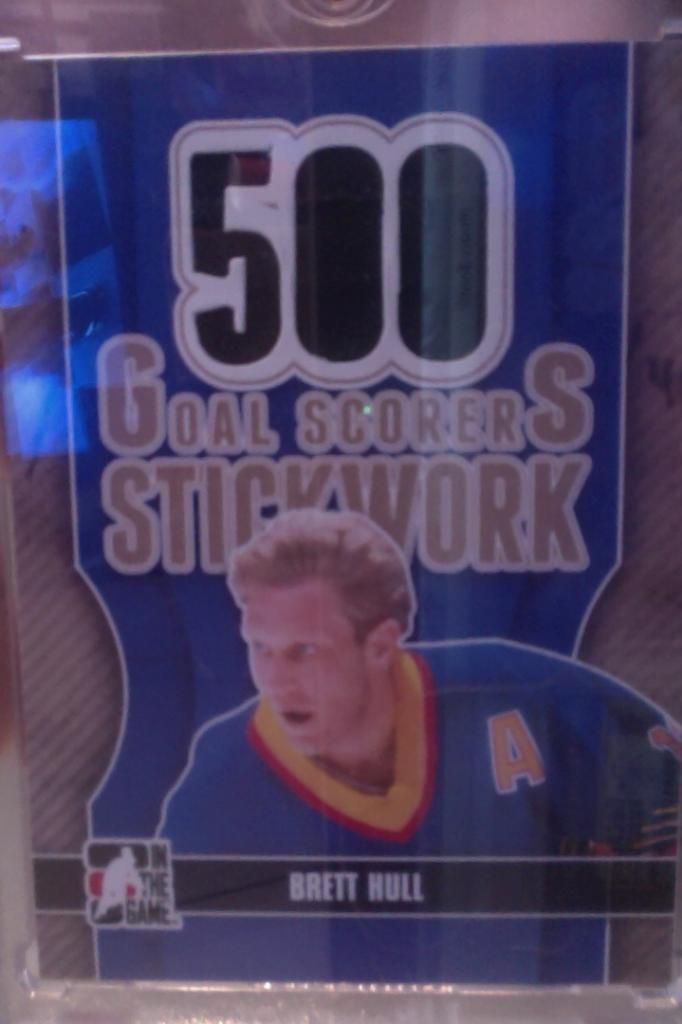 500
GOAL SCORERS
STICKWORK
A
IN
THE
GAME
BRETT HULL